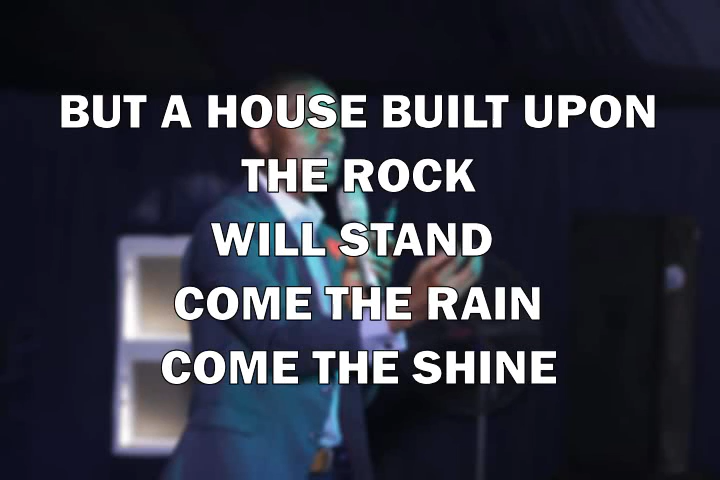 BUT A HOUSE BUILT UPON
THE ROCK
WILL STAND
COME THE RAIN
COME THE SHINE